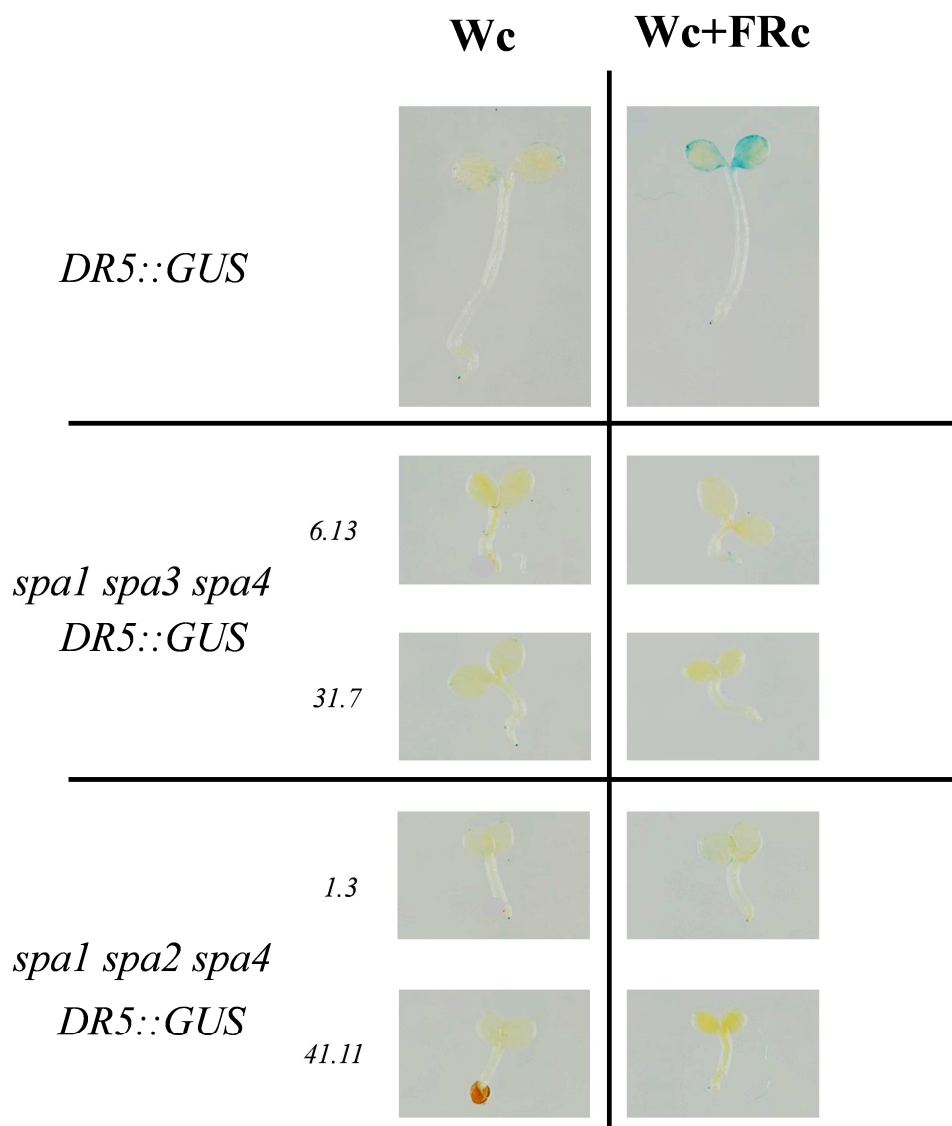 Wc
Wc+FRc
DR5::GUS
6.13
spa1 spa3 spa4
DR5::GUS
31.7
1.3
spa1 spa2 spa4
DR5::GUS
41.11